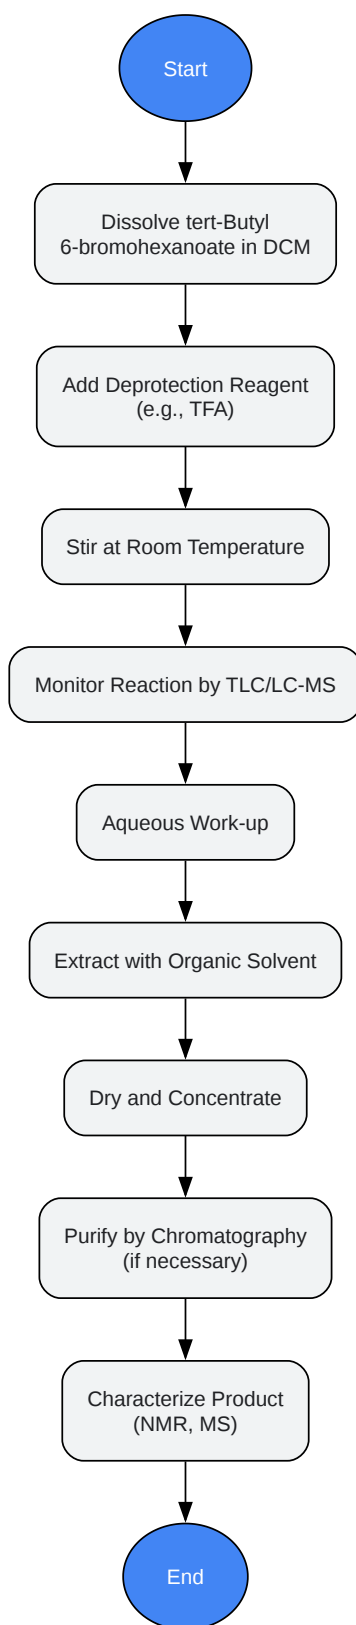 Start
Dissolve tert-Butyl
6-bromohexanoate in DCM
Add Deprotection Reagent
(e.g., TFA)
Stir at Room Temperature
Monitor Reaction by TLC/LC-MS
Aqueous Work-up
Extract with Organic Solvent
Dry and Concentrate
Purify by Chromatography
(if necessary)
Characterize Product
(NMR, MS)
End